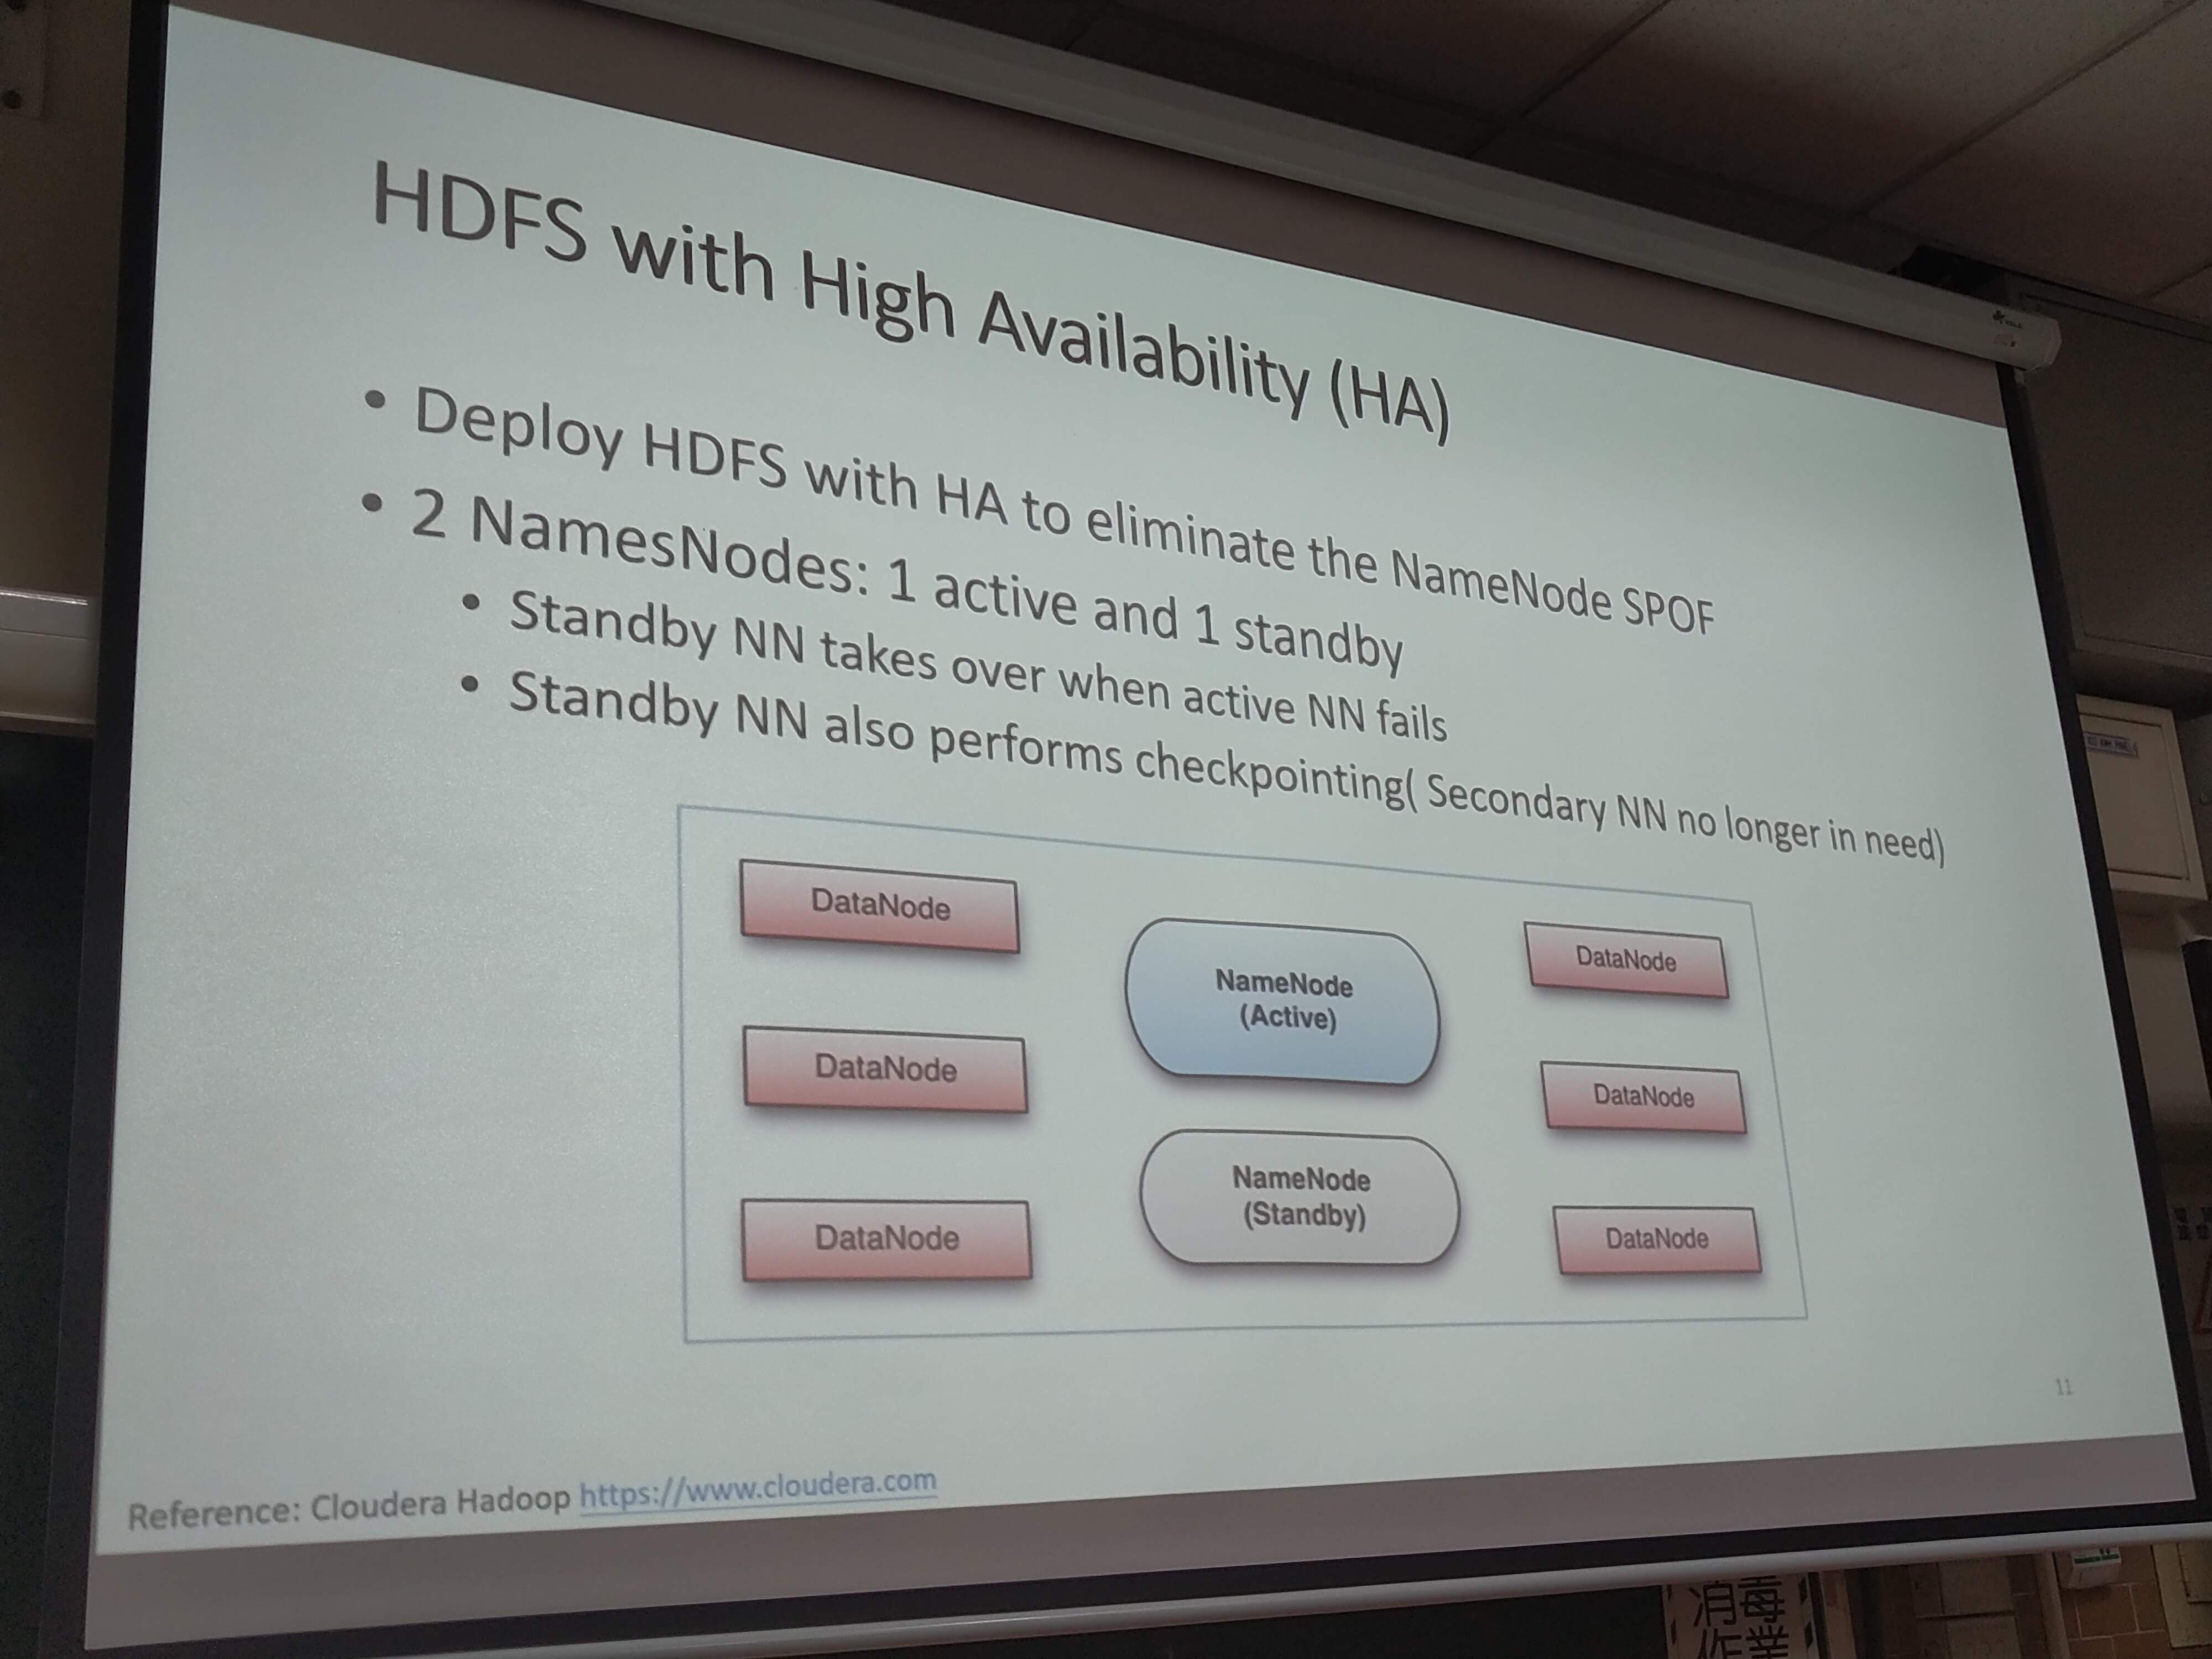 HDFS with High Availability (HA)
• Deploy HDFS with HA to eliminate the NameNode SPOF
• 2 NamesNodes: 1 active and 1 standby
• Standby NN takes over when active NN fails
• Standby NN also performs checkpointing( Secondary NN no longer in need)
DataNode
DataNode
DataNode
NameNode
(Active)
NameNode
(Standby)
DataNode
DataNode
DataNode
11
Reference: Cloudera Hadoop https://www.cloudera.com
消毒
作業